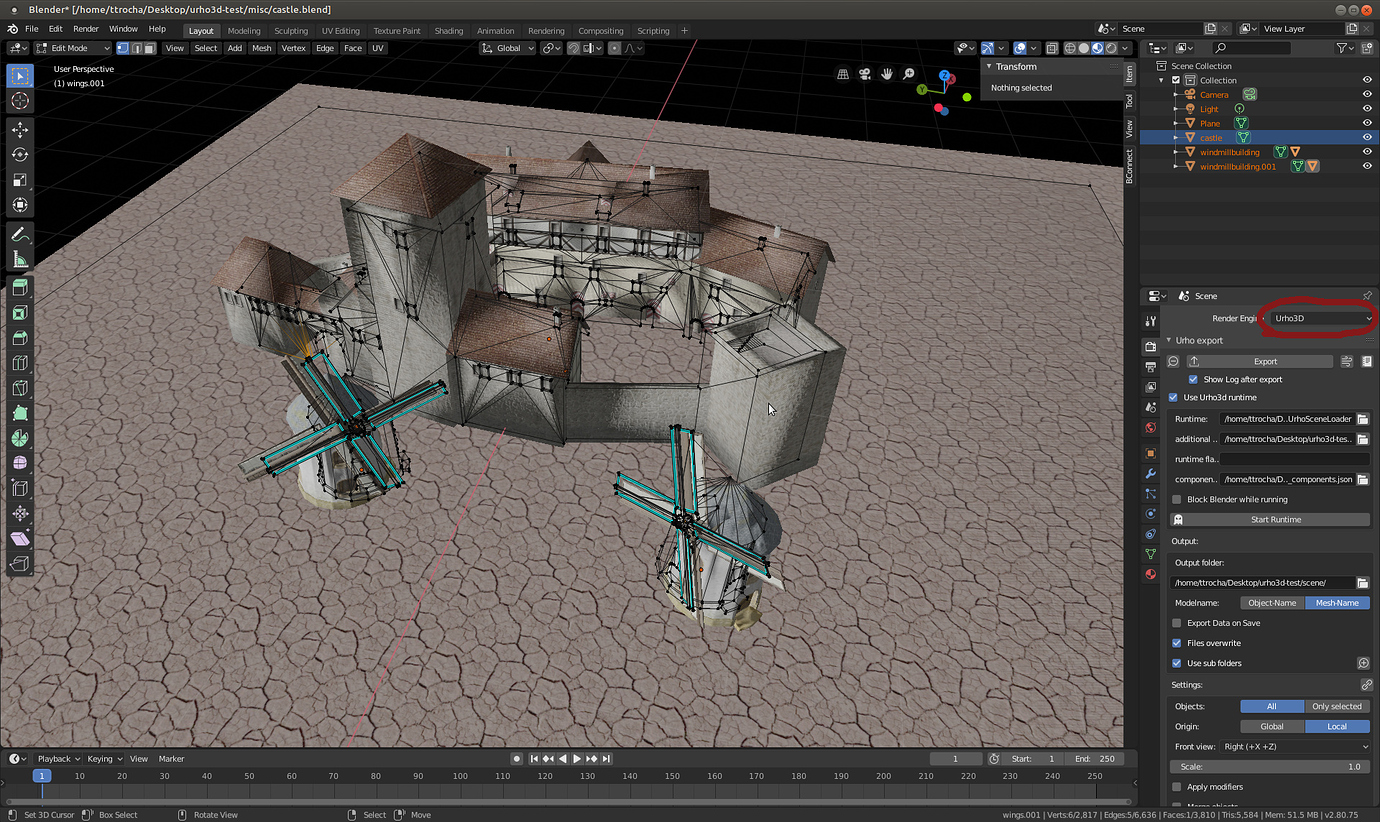 Blender* [/home/ttrocha/Desktop/urho3d-test/misc/castle.blend]
File Edit Render Window Help Layout Modeling Sculpting UV Editing Texture Paint Shading Animation Rendering Compositing Scripting + Scene View Layer
Edit Mode View Select Add Mesh Vertex Edge Face UV Global
User Perspective
(1) wings.001
Transform
Nothing selected
Item
Tool
View
BConnect
Z
Y
Scene Collection
Collection
Camera
Light
Plane
castle
windmillbuilding
windmillbuilding.001
Scene
Render Engi Urho3D
Urho export
Export
Show Log after export
Use Urho3d runtime
Runtime: /home/ttrocha/D..UrhoSceneLoader
additional .. /home/ttrocha/Desktop/urho3d-tes..
runtime fla..
componen.. /home/ttrocha/D.._components.json
Block Blender while running
Start Runtime
Output:
Output folder:
/home/ttrocha/Desktop/urho3d-test/scene/
Modelname: Object-Name Mesh-Name
Export Data on Save
Files overwrite
Use sub folders
Settings:
Objects: All Only selected
Origin: Global Local
Front view: Right (+X +Z)
Scale: 1.0
Apply modifiers
Playback Keying View Marker 1 Start: 1 End: 250
1 10 20 30 40 50 60 70 80 90 100 110 120 130 140 150 160 170 180 190 200 210 220 230 240 250
Set 3D Cursor Box Select Rotate View Select Move wings.001 | Verts:6/2,817 | Edges:5/6,636 | Faces:1/3,810 | Tris:5,584 | Mem: 51.5 MB | v2.80.75